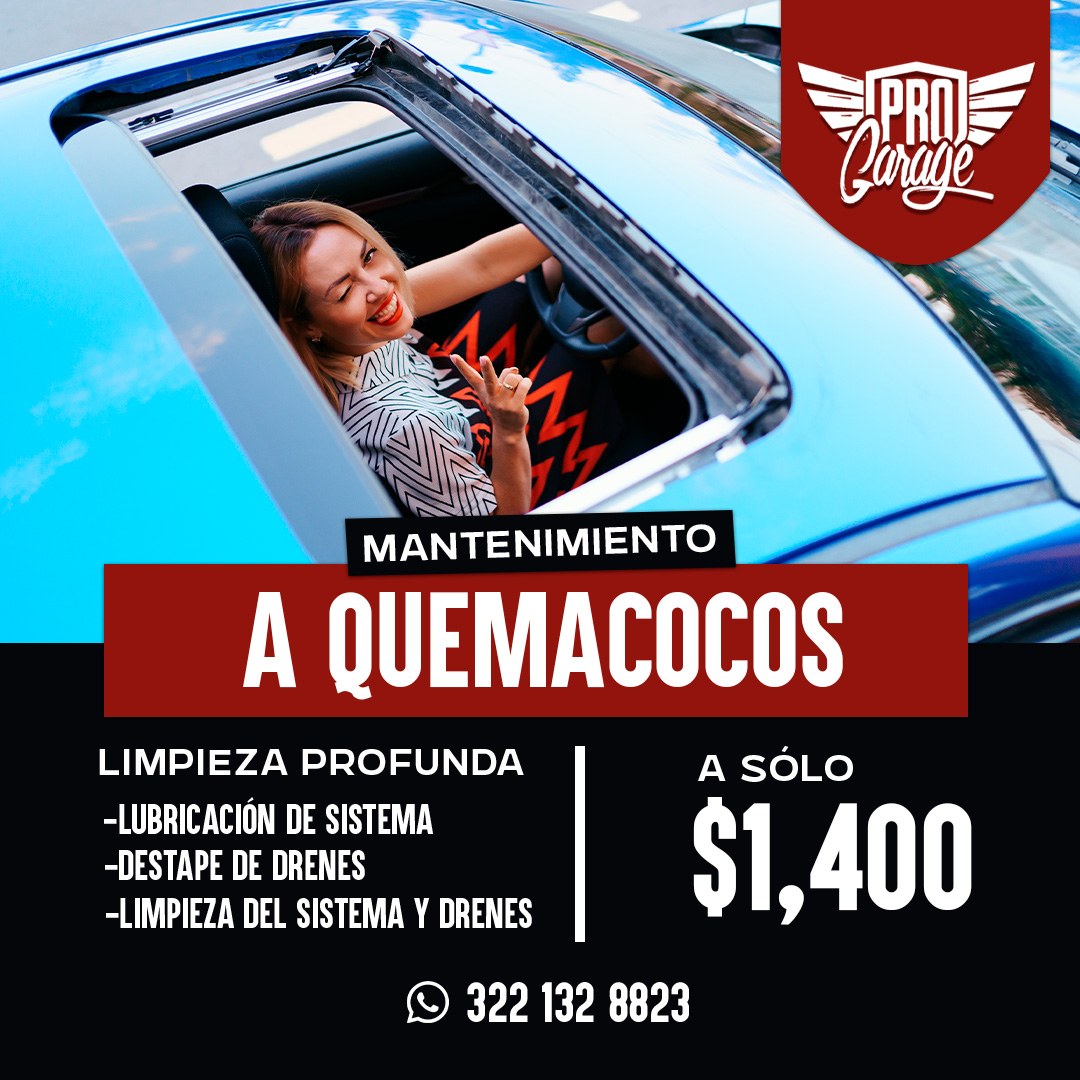 PRO
Garage
MANTENIMIENTO
A QUEMACOCOS
LIMPIEZA PROFUNDA
-LUBRICACIÓN DE SISTEMA
-DESTAPE DE DRENES
-LIMPIEZA DEL SISTEMA Y DRENES
A SÓLO
$1,400
322 132 8823